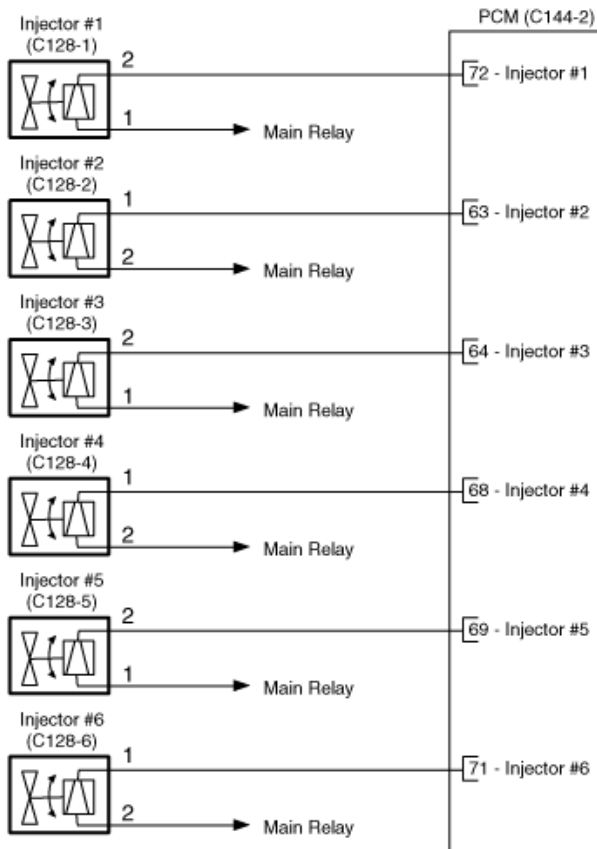 PCM (C144-2)
Injector #1
(C128-1)
2
72 - Injector #1
1
Main Relay
Injector #2
(C128-2)
1
63 - Injector #2
2
Main Relay
Injector #3
(C128-3)
2
64 - Injector #3
1
Main Relay
Injector #4
(C128-4)
1
68 - Injector #4
2
Main Relay
Injector #5
(C128-5)
2
69 - Injector #5
1
Main Relay
Injector #6
(C128-6)
1
71 - Injector #6
2
Main Relay